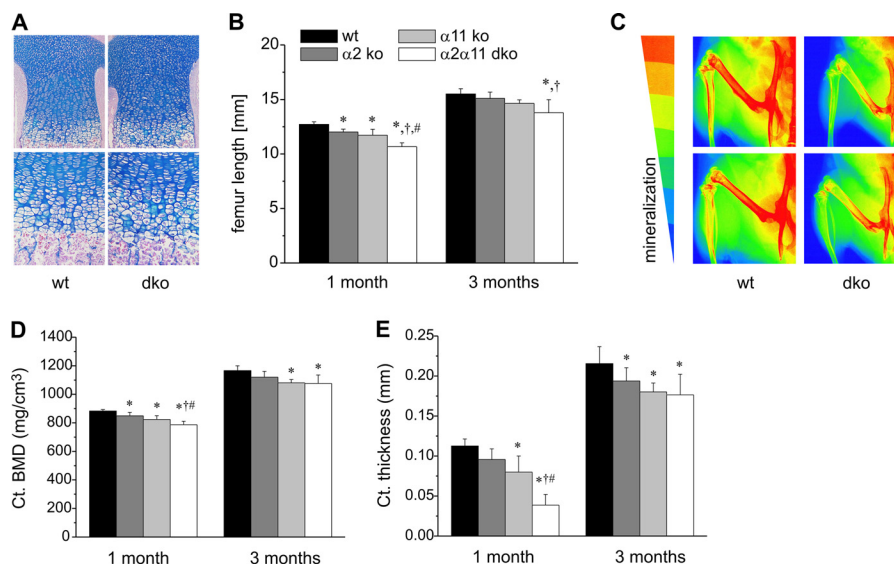 A
wt
dko
B
wt
α2 ko
α11 ko
α2α11 dko
femur length [mm]
20
15
10
5
0
*
*
*,†,#
*,†
1 month
3 months
C
mineralization
wt
dko
D
Ct. BMD (mg/cm³)
1400
1200
1000
800
600
400
200
0
*
*
*†#
*
*
1 month
3 months
E
Ct. thickness (mm)
0.25
0.20
0.15
0.10
0.05
0.00
*
*†#
*
*
*
1 month
3 months